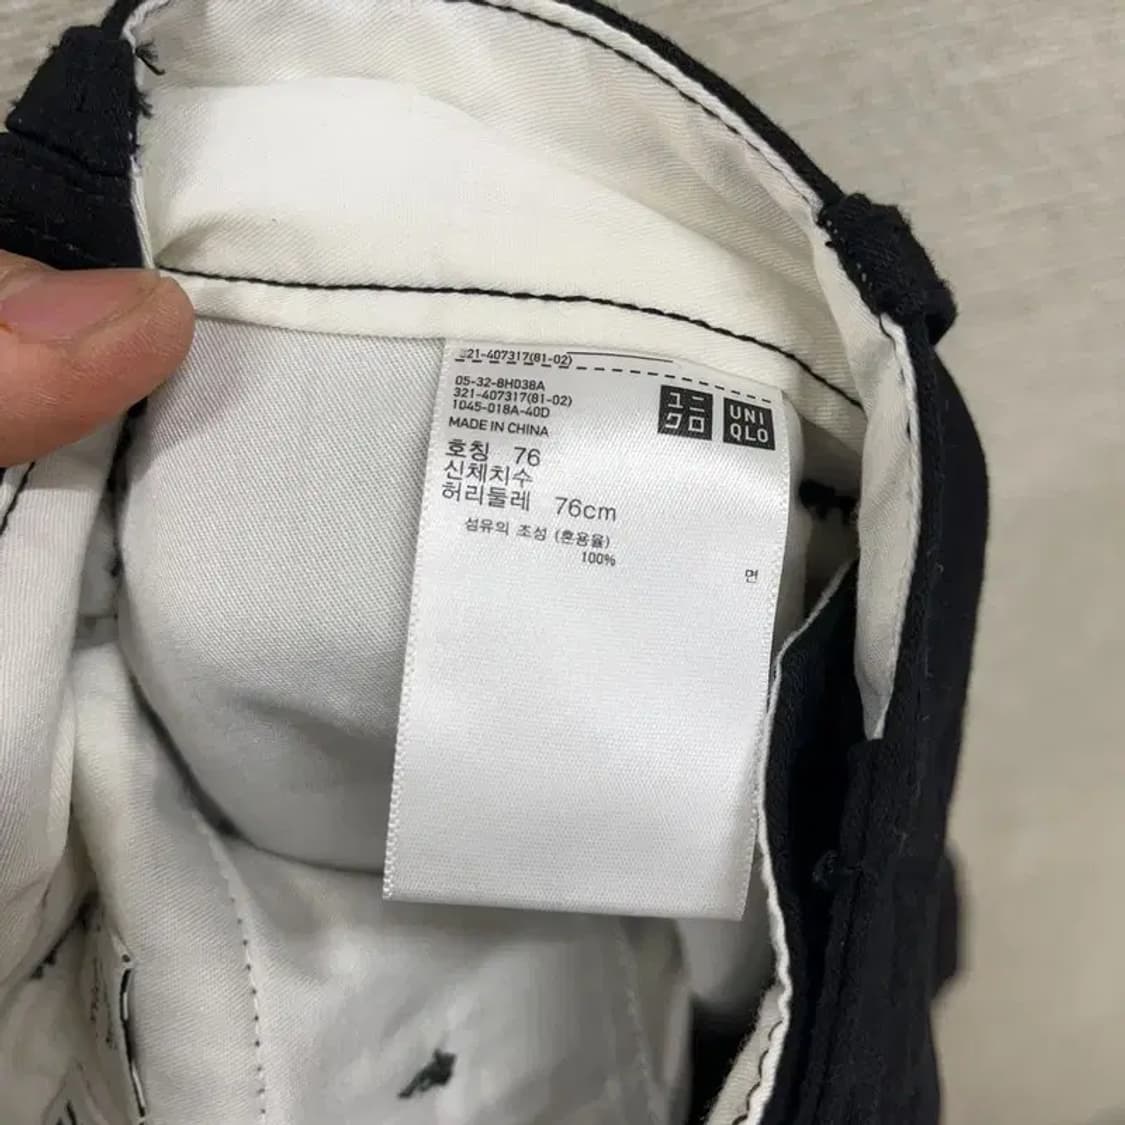 321-407317(81-02)
05-32-8H038A
321-407317(81-02)
1045-018A-40D
MADE IN CHINA
ユニ
クロ
UNI
QLO
호칭 76
신체치수
허리둘레 76cm
섬유의 조성 (혼용율)
100%
면